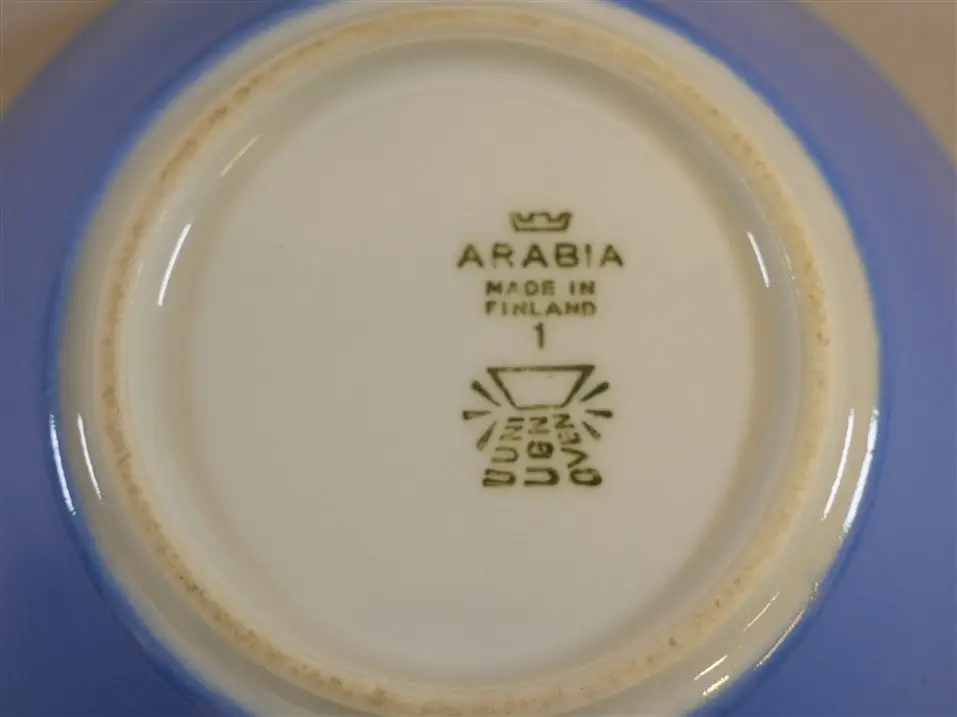 ARABIA
MADE IN
FINLAND
1
UUNI
UGN
OVEN